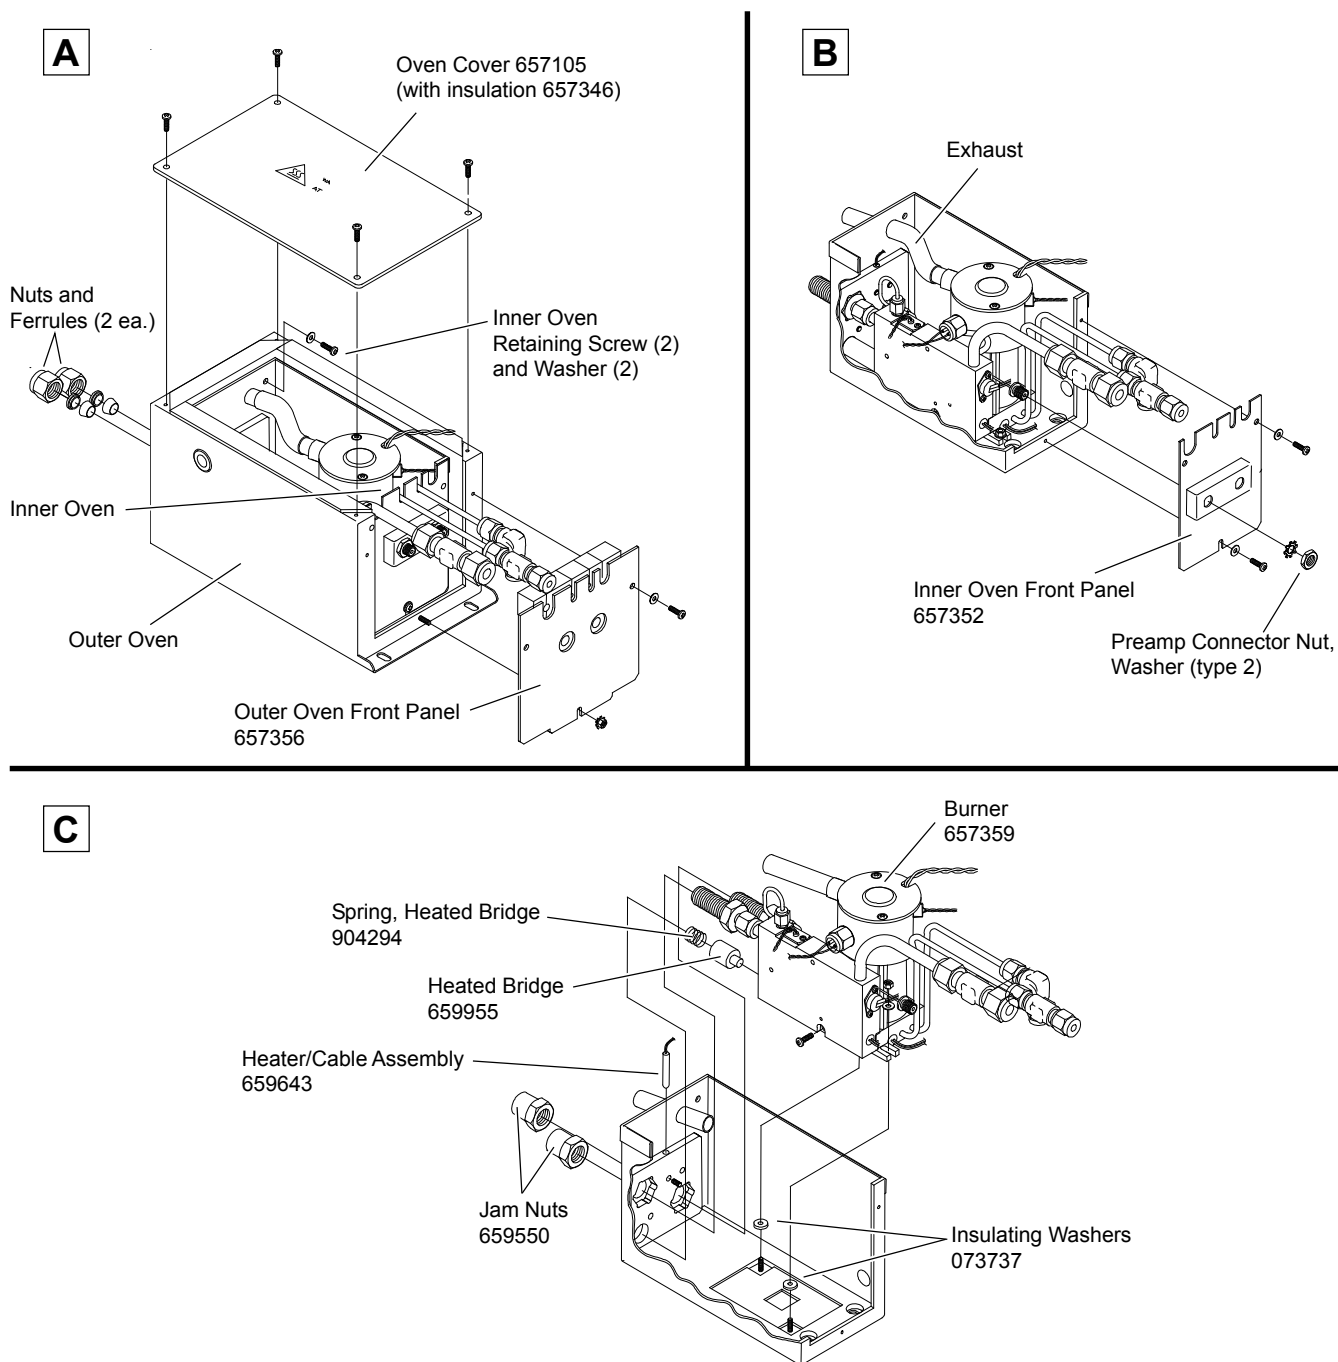 A
Oven Cover 657105
(with insulation 657346)
Nuts and
Ferrules (2 ea.)
Inner Oven
Retaining Screw (2)
and Washer (2)
Inner Oven
Outer Oven
Outer Oven Front Panel
657356
B
Exhaust
Inner Oven Front Panel
657352
Preamp Connector Nut,
Washer (type 2)
C
Burner
657359
Spring, Heated Bridge
904294
Heated Bridge
659955
Heater/Cable Assembly
659643
Jam Nuts
659550
Insulating Washers
073737